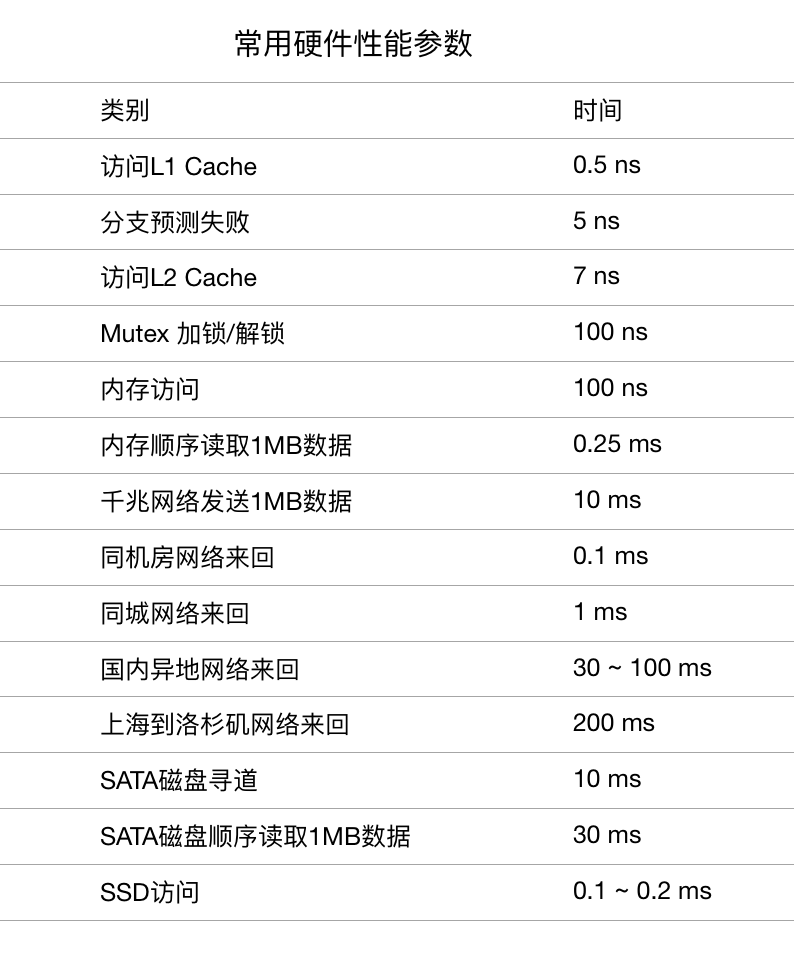 常用硬件性能参数
类别 时间
访问L1 Cache 0.5 ns
分支预测失败 5 ns
访问L2 Cache 7 ns
Mutex 加锁/解锁 100 ns
内存访问 100 ns
内存顺序读取1MB数据 0.25 ms
千兆网络发送1MB数据 10 ms
同机房网络来回 0.1 ms
同城网络来回 1 ms
国内异地网络来回 30 ~ 100 ms
上海到洛杉矶网络来回 200 ms
SATA磁盘寻道 10 ms
SATA磁盘顺序读取1MB数据 30 ms
SSD访问 0.1 ~ 0.2 ms